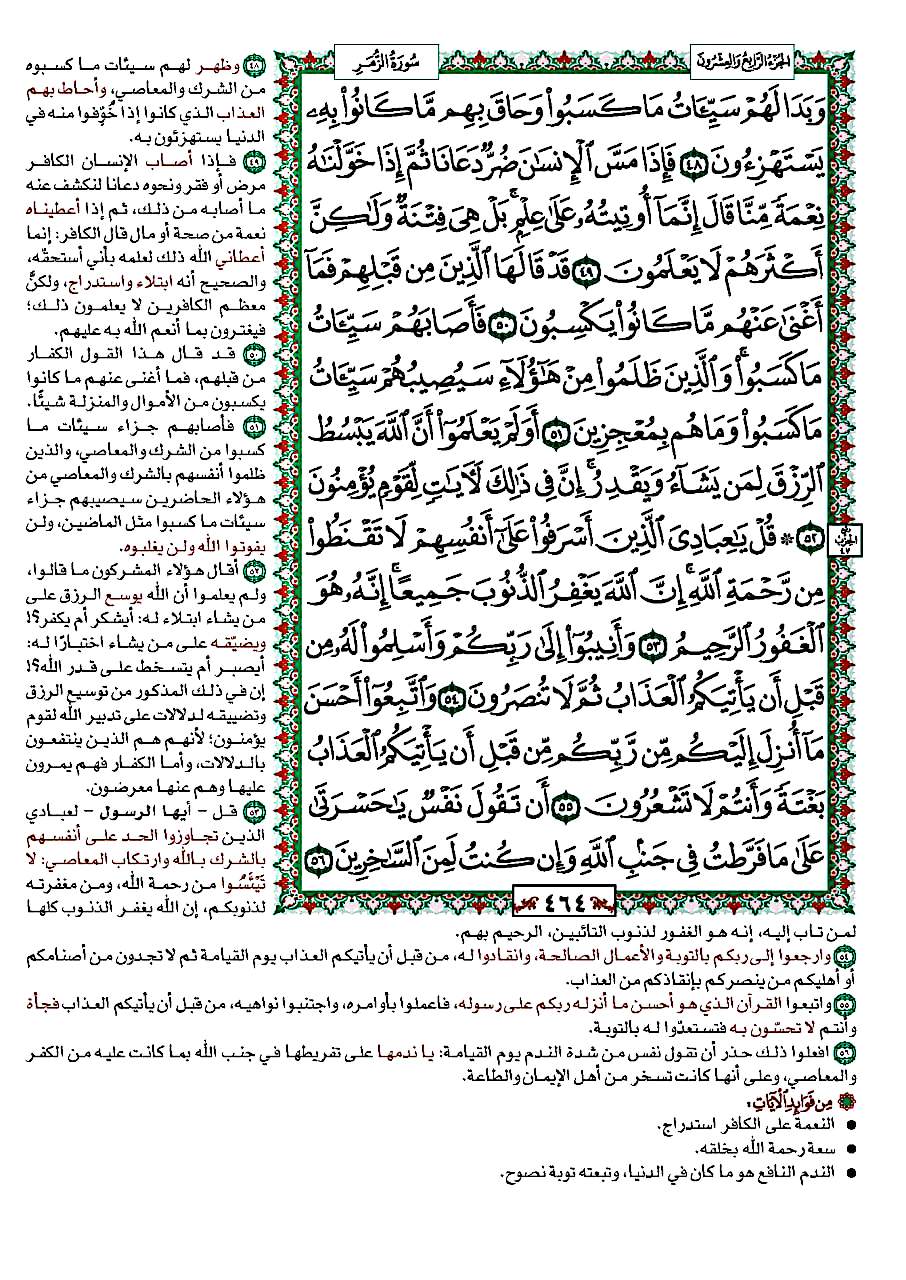 الجزء الرابع والعشرون
سورة الزمر
وَبَدَا لَهُمْ سَيِّـَٔاتُ مَا كَسَبُوا۟ وَحَاقَ بِهِم مَّا كَانُوا۟ بِهِۦ
يَسْتَهْزِءُونَ ٤٨ فَإِذَا مَسَّ ٱلْإِنسَٰنَ ضُرٌّ دَعَانَا ثُمَّ إِذَا خَوَّلْنَٰهُ
نِعْمَةً مِّنَّا قَالَ إِنَّمَآ أُوتِيتُهُۥ عَلَىٰ عِلْمٍۭ ۚ بَلْ هِىَ فِتْنَةٌ وَلَٰكِنَّ
أَكْثَرَهُمْ لَا يَعْلَمُونَ ٤٩ قَدْ قَالَهَا ٱلَّذِينَ مِن قَبْلِهِمْ فَمَآ
أَغْنَىٰ عَنْهُم مَّا كَانُوا۟ يَكْسِبُونَ ٥٠ فَأَصَابَهُمْ سَيِّـَٔاتُ
مَا كَسَبُوا۟ ۚ وَٱلَّذِينَ ظَلَمُوا۟ مِنْ هَٰٓؤُلَآءِ سَيُصِيبُهُمْ سَيِّـَٔاتُ
مَا كَسَبُوا۟ وَمَا هُم بِمُعْجِزِينَ ٥١ أَوَلَمْ يَعْلَمُوٓا۟ أَنَّ ٱللَّهَ يَبْسُطُ
ٱلرِّزْقَ لِمَن يَشَآءُ وَيَقْدِرُ ۚ إِنَّ فِى ذَٰلِكَ لَءَايَٰتٍ لِّقَوْمٍ يُؤْمِنُونَ
٥٢ ۞ قُلْ يَٰعِبَادِىَ ٱلَّذِينَ أَسْرَفُوا۟ عَلَىٰٓ أَنفُسِهِمْ لَا تَقْنَطُوا۟
مِن رَّحْمَةِ ٱللَّهِ ۚ إِنَّ ٱللَّهَ يَغْفِرُ ٱلذُّنُوبَ جَمِيعًا ۚ إِنَّهُۥ هُوَ
ٱلْغَفُورُ ٱلرَّحِيمُ ٥٣ وَأَنِيبُوٓا۟ إِلَىٰ رَبِّكُمْ وَأَسْلِمُوا۟ لَهُۥ مِن
قَبْلِ أَن يَأْتِيَكُمُ ٱلْعَذَابُ ثُمَّ لَا تُنصَرُونَ ٥٤ وَٱتَّبِعُوٓا۟ أَحْسَنَ
مَآ أُنزِلَ إِلَيْكُم مِّن رَّبِّكُم مِّن قَبْلِ أَن يَأْتِيَكُمُ ٱلْعَذَابُ
بَغْتَةً وَأَنتُمْ لَا تَشْعُرُونَ ٥٥ أَن تَقُولَ نَفْسٌ يَٰحَسْرَتَىٰ
عَلَىٰ مَا فَرَّطتُ فِى جَنۢبِ ٱللَّهِ وَإِن كُنتُ لَمِنَ ٱلسَّٰخِرِينَ ٥٦
الحزب ٤٧
٤٦٤
٤٨ وظهر لهم سيئات ما كسبوه
من الشرك والمعاصي، وأحاط بهم
العذاب الذي كانوا إذا خُوِّفوا منه في
الدنيا يستهزئون به.
٤٩ فإذا أصاب الإنسان الكافر
مرض أو فقر ونحوه دعانا لنكشف عنه
ما أصابه من ذلك، ثم إذا أعطيناه
نعمة من صحة أو مال قال الكافر: إنما
أعطاني الله ذلك لعلمه بأني أستحقّه،
والصحيح أنه ابتلاء واستدراج، ولكنَّ
معظم الكافرين لا يعلمون ذلك؛
فيغترون بما أنعم الله به عليهم.
٥٠ قد قال هذا القول الكفار
من قبلهم، فما أغنى عنهم ما كانوا
يكسبون من الأموال والمنزلة شيئًا.
٥١ فأصابهم جزاء سيئات ما
كسبوا من الشرك والمعاصي، والذين
ظلموا أنفسهم بالشرك والمعاصي من
هؤلاء الحاضرين سيصيبهم جزاء
سيئات ما كسبوا مثل الماضين، ولن
يفوتوا الله ولن يغلبوه.
٥٢ أقال هؤلاء المشركون ما قالوا،
ولم يعلموا أن الله يوسع الرزق على
من يشاء ابتلاء له: أيشكر أم يكفر؟!
ويضيّقه على من يشاء اختبارًا له:
أيصبر أم يتسخط على قدر الله؟!
إن في ذلك المذكور من توسيع الرزق
وتضييقه لدلالات على تدبير الله لقوم
يؤمنون؛ لأنهم هم الذين ينتفعون
بالدلالات، وأما الكفار فهم يمرون
عليها وهم عنها معرضون.
٥٣ قل - أيها الرسول - لعبادي
الذين تجاوزوا الحد على أنفسهم
بالشرك بالله وارتكاب المعاصي: لا
تَيْئَسُوا من رحمة الله، ومن مغفرته
لذنوبكم، إن الله يغفر الذنوب كلها
لمن تاب إليه، إنه هو الغفور لذنوب التائبين، الرحيم بهم.
٥٤ وارجعوا إلى ربكم بالتوبة والأعمال الصالحة، وانقادوا له، من قبل أن يأتيكم العذاب يوم القيامة ثم لا تجدون من أصنامكم
أو أهليكم من ينصركم بإنقاذكم من العذاب.
٥٥ واتبعوا القرآن الذي هو أحسن ما أنزله ربكم على رسوله، فاعملوا بأوامره، واجتنبوا نواهيه، من قبل أن يأتيكم العذاب فجأة
وأنتم لا تحسّون به فتستعدّوا له بالتوبة.
٥٦ افعلوا ذلك حذر أن تقول نفس من شدة الندم يوم القيامة: يا ندمها على تفريطها في جنب الله بما كانت عليه من الكفر
والمعاصي، وعلى أنها كانت تسخر من أهل الإيمان والطاعة.
من فوائد الآيات:
• النعمة على الكافر استدراج.
• سعة رحمة الله بخلقه.
• الندم النافع هو ما كان في الدنيا، وتبعته توبة نصوح.